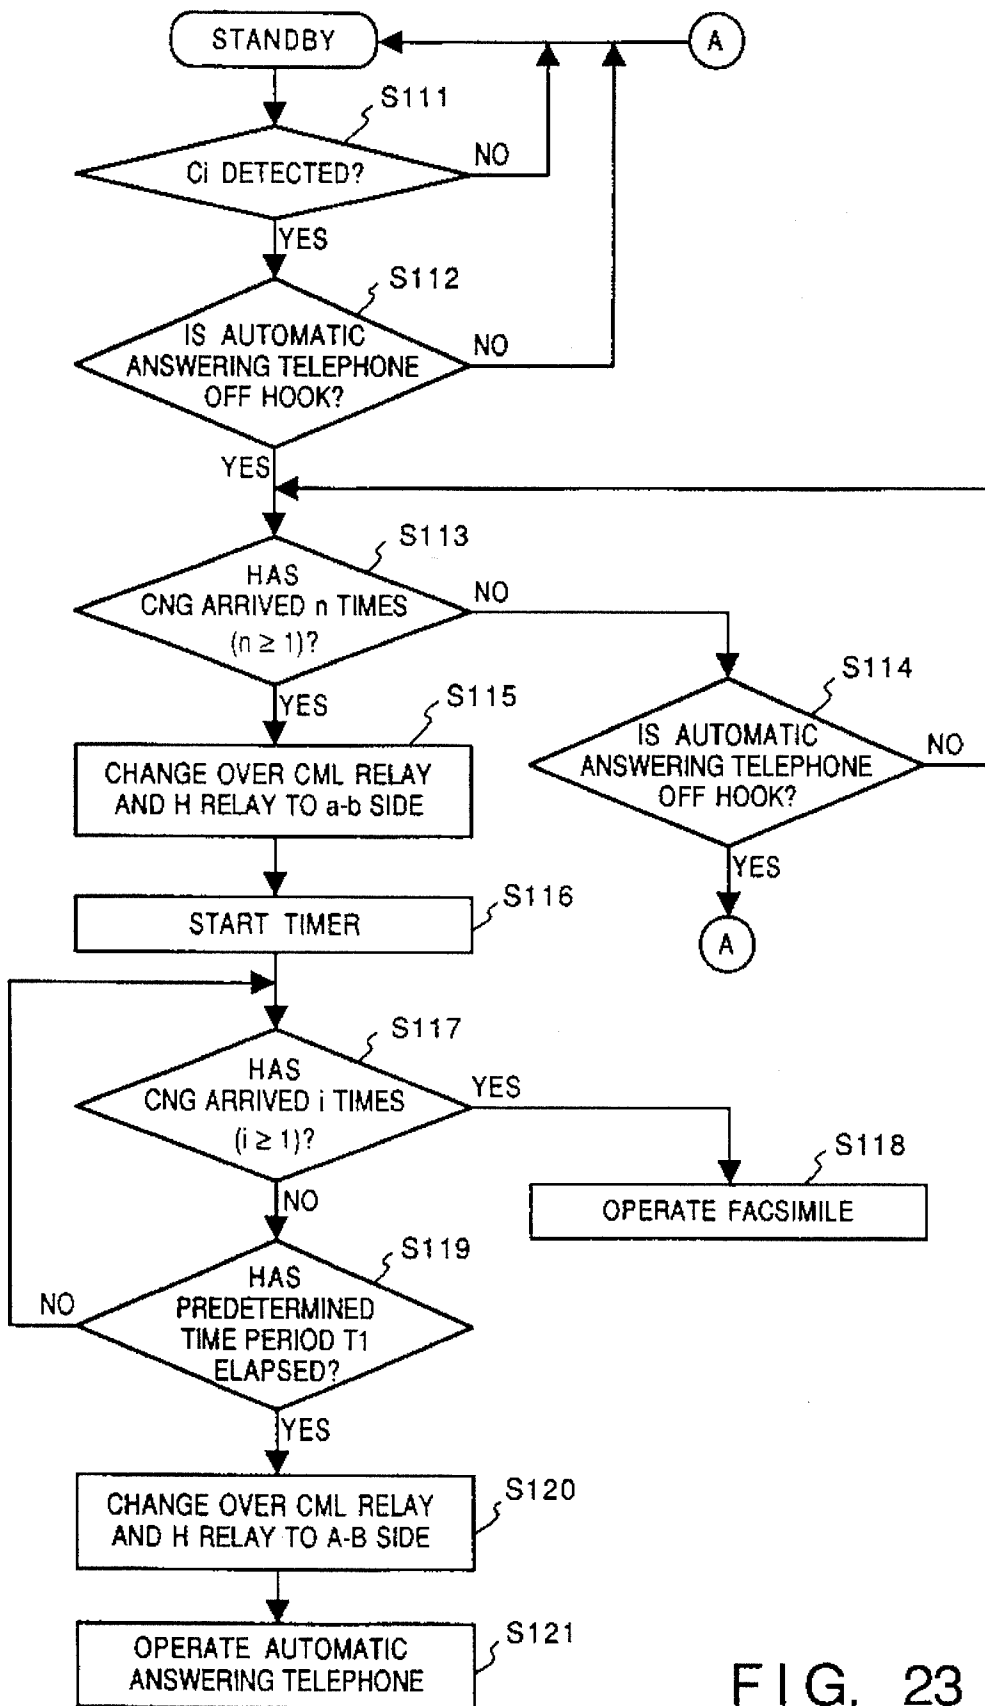 STANDBY
A
S111
Ci DETECTED?
NO
YES
S112
IS AUTOMATIC
ANSWERING TELEPHONE
OFF HOOK?
NO
YES
S113
HAS
CNG ARRIVED n TIMES
(n ≥ 1)?
NO
YES
S114
IS AUTOMATIC
ANSWERING TELEPHONE
OFF HOOK?
NO
YES
A
S115
CHANGE OVER CML RELAY
AND H RELAY TO a-b SIDE
S116
START TIMER
S117
HAS
CNG ARRIVED i TIMES
(i ≥ 1)?
YES
NO
S118
OPERATE FACSIMILE
S119
HAS
PREDETERMINED
TIME PERIOD T1
ELAPSED?
NO
YES
S120
CHANGE OVER CML RELAY
AND H RELAY TO A-B SIDE
S121
OPERATE AUTOMATIC
ANSWERING TELEPHONE
FIG. 23